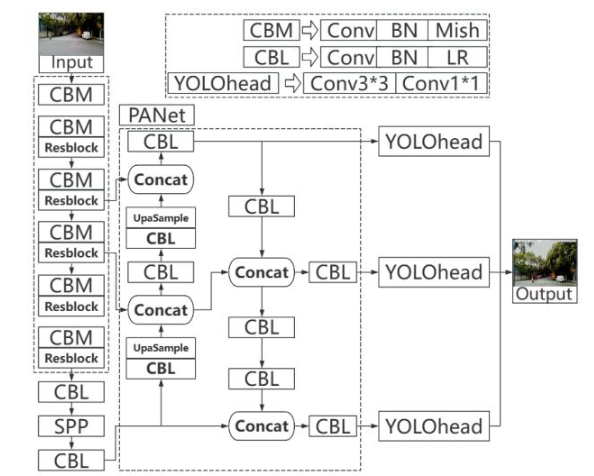 Input
CBM
CBM
Resblock
CBM
Resblock
CBM
Resblock
CBM
Resblock
CBM
Resblock
CBL
SPP
CBL
CBM Conv BN Mish
CBL Conv BN LR
YOLOhead Conv3*3 Conv1*1
PANet
CBL
Concat
UpaSample
CBL
CBL
Concat
UpaSample
CBL
CBL
Concat
CBL
CBL
CBL
Concat
CBL
YOLOhead
YOLOhead
YOLOhead
Output